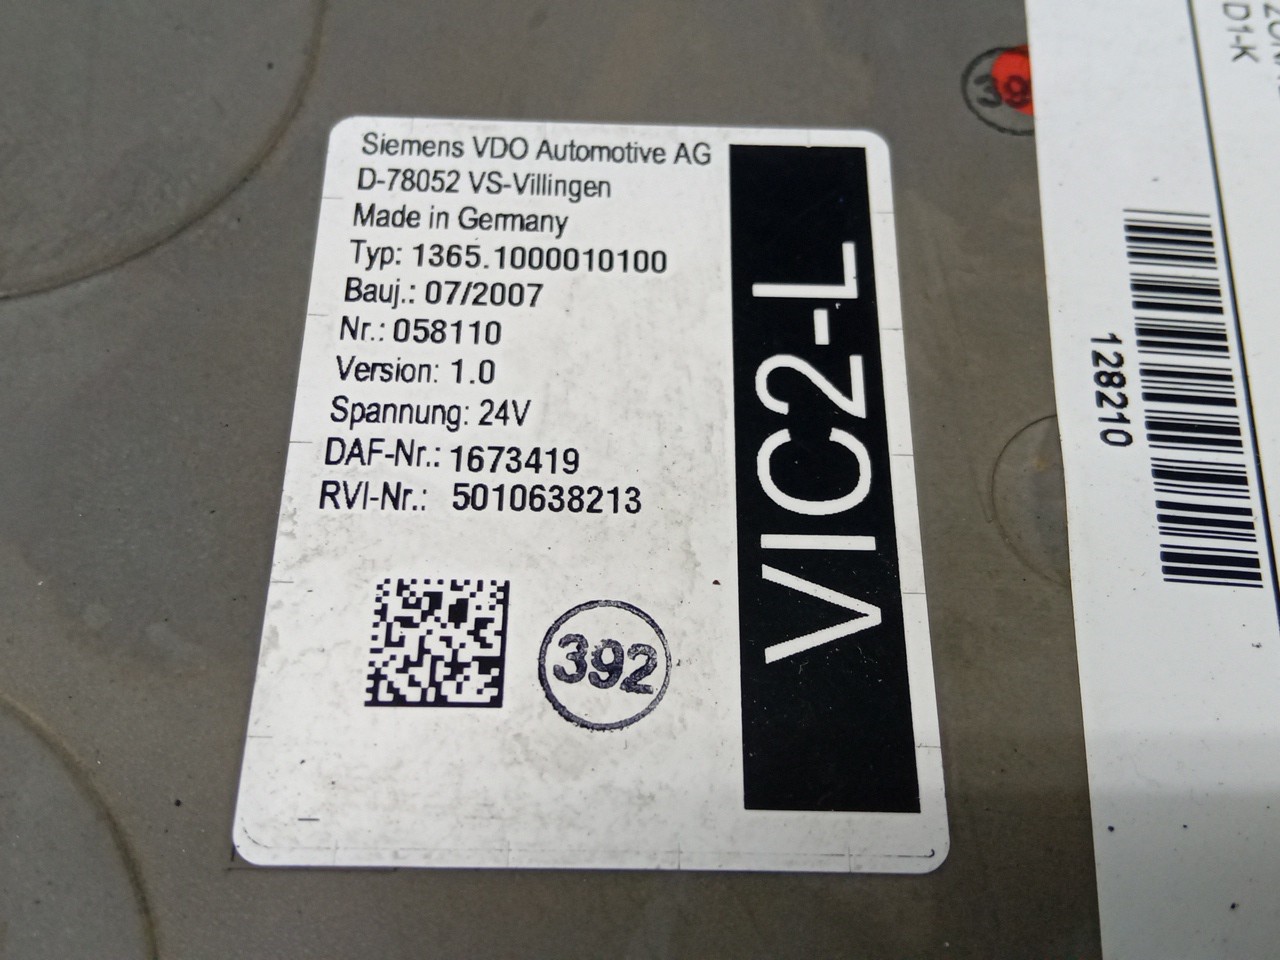 Siemens VDO Automotive AG
D-78052 VS-Villingen
Made in Germany
Typ: 1365.1000010100
Bauj.: 07/2007
Nr.: 058110
Version: 1.0
Spannung: 24V
DAF-Nr.: 1673419
RVI-Nr.: 5010638213
392
VIC2-L
D1-K
128210